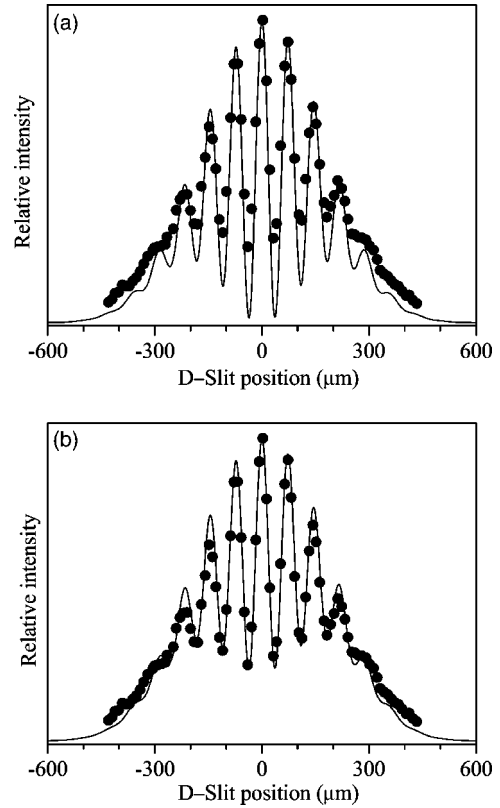 (a)
Relative intensity
-600 -300 0 300 600
D–Slit position (µm)
(b)
Relative intensity
-600 -300 0 300 600
D–Slit position (µm)